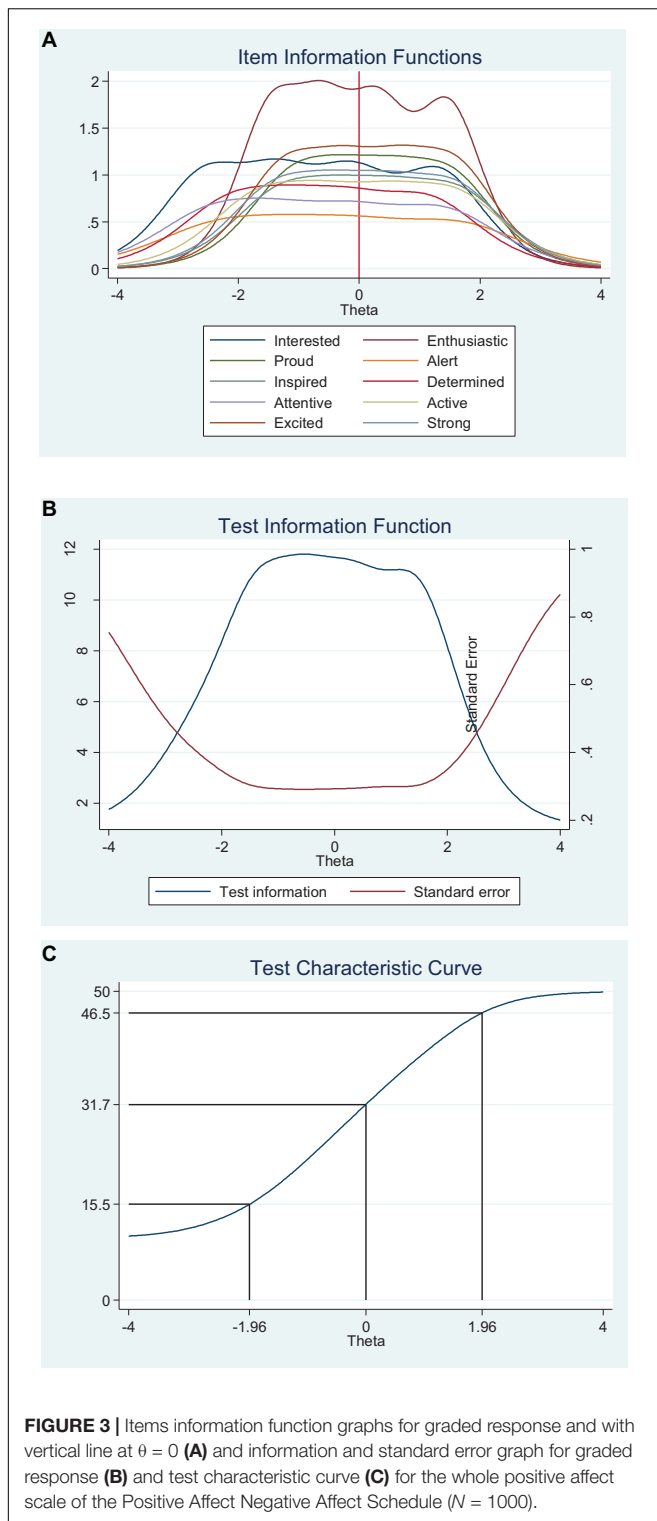 A
Item Information Functions
2
1.5
1
.5
0
-4 -2 0 2 4
Theta
Interested Enthusiastic
Proud Alert
Inspired Determined
Attentive Active
Excited Strong
B
Test Information Function
12
10
8
6
4
2
1
.8
.6
.4
.2
Standard Error
-4 -2 0 2 4
Theta
Test information Standard error
C
Test Characteristic Curve
50
46.5
31.7
15.5
0
-4 -1.96 0 1.96 4
Theta
FIGURE 3 | Items information function graphs for graded response and with
vertical line at θ = 0 (A) and information and standard error graph for graded
response (B) and test characteristic curve (C) for the whole positive affect
scale of the Positive Affect Negative Affect Schedule (N = 1000).